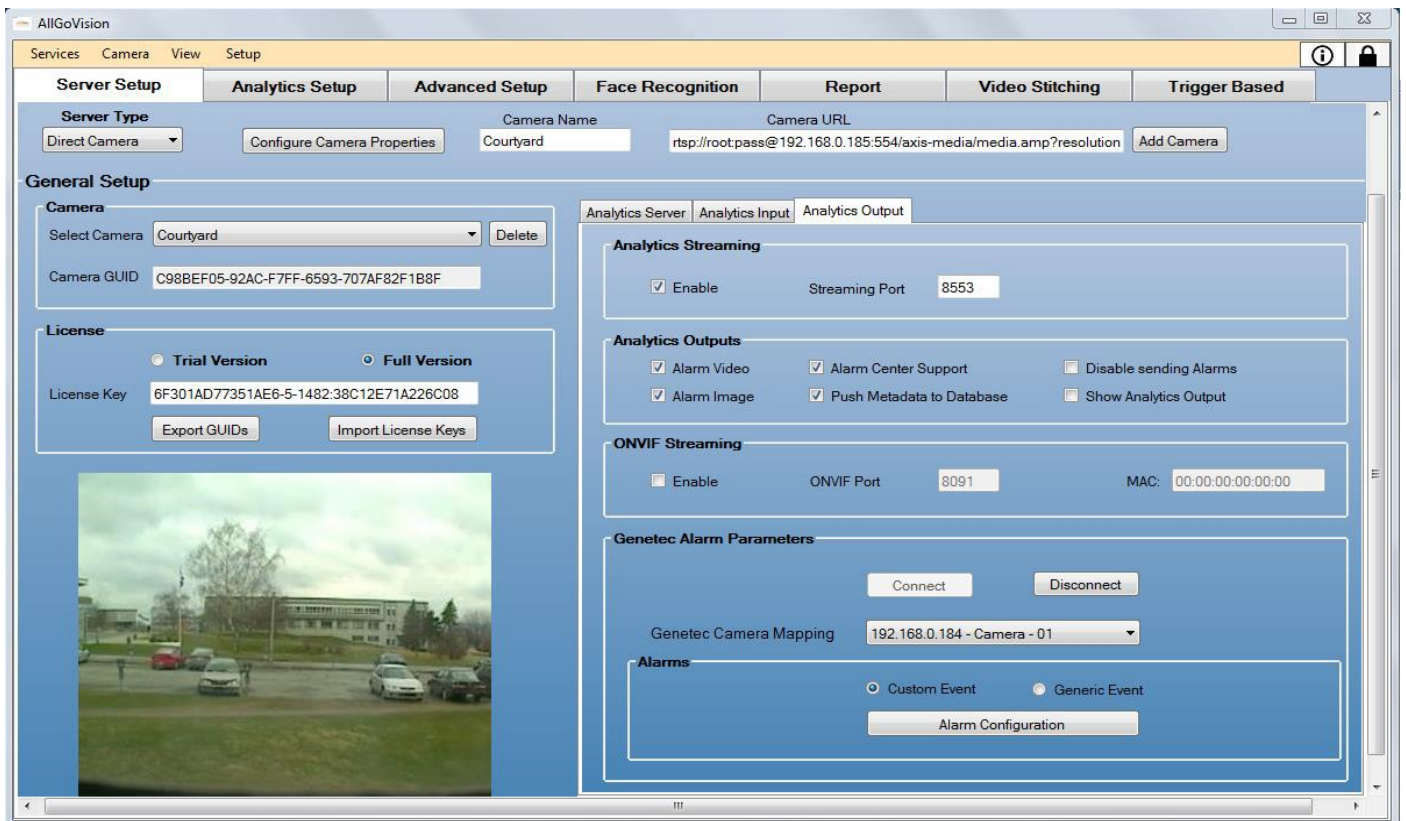 AllGoVision
Services Camera View Setup
Server Setup Analytics Setup Advanced Setup Face Recognition Report Video Stitching Trigger Based
Server Type Camera Name Camera URL
Direct Camera Configure Camera Properties Courtyard rtsp://root:pass@192.168.0.185:554/axis-media/media.amp?resolution Add Camera
General Setup
Camera
Select Camera Courtyard Delete
Camera GUID C98BEF05-92AC-F7FF-6593-707AF82F1B8F
License
Trial Version Full Version
License Key 6F301AD77351AE6-5-1482:38C12E71A226C08
Export GUIDs Import License Keys
Analytics Server Analytics Input Analytics Output
Analytics Streaming
Enable Streaming Port 8553
Analytics Outputs
Alarm Video Alarm Center Support Disable sending Alarms
Alarm Image Push Metadata to Database Show Analytics Output
ONVIF Streaming
Enable ONVIF Port 8091 MAC: 00:00:00:00:00:00
Genetec Alarm Parameters
Connect Disconnect
Genetec Camera Mapping 192.168.0.184 - Camera - 01
Alarms
Custom Event Generic Event
Alarm Configuration